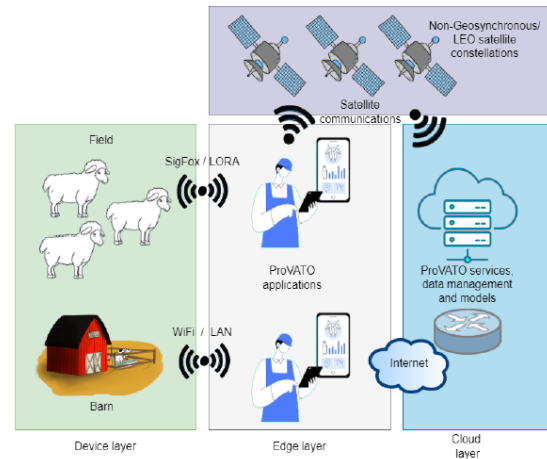 Non-Geosynchronous/
LEO satellite
constellations
Satellite
communications
Field
SigFox / LORA
ProVATO
applications
ProVATO services,
data management
and models
WiFi / LAN
Internet
Barn
Device layer
Edge layer
Cloud
layer